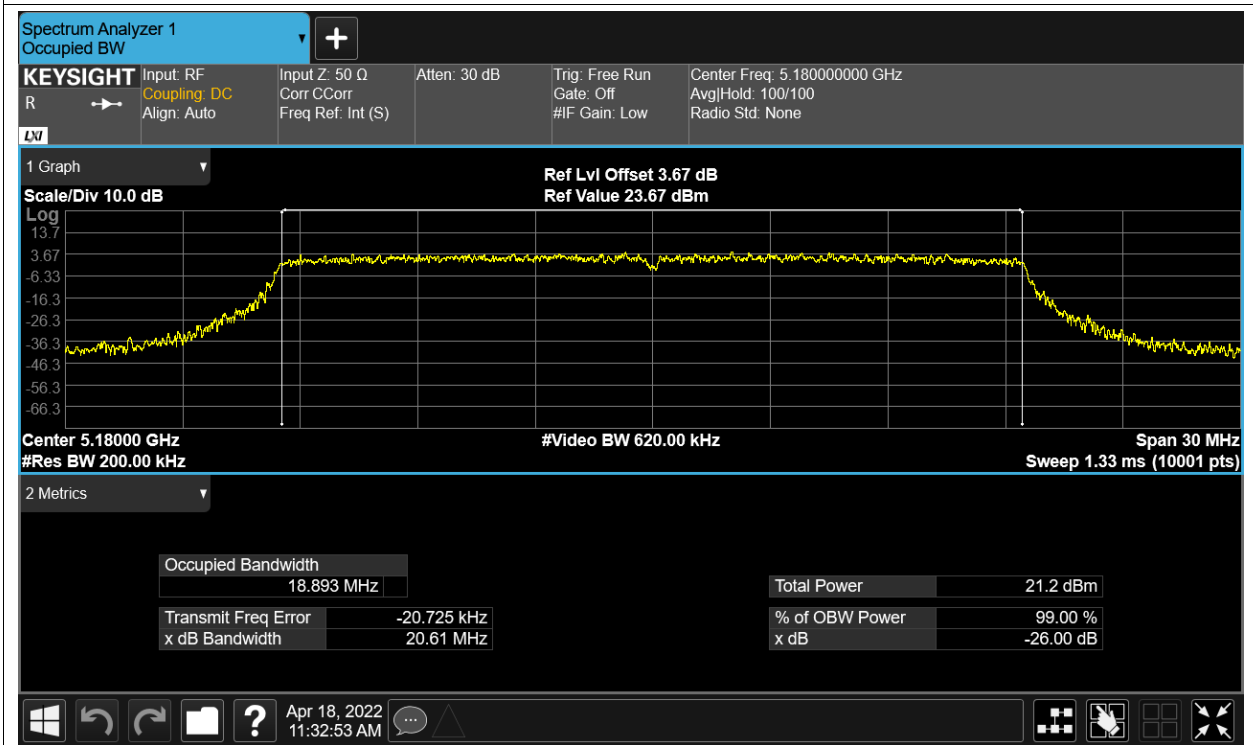 Spectrum Analyzer 1
Occupied BW
KEYSIGHT
R
LXI
Input: RF
Coupling: DC
Align: Auto
Input Z: 50 Ω
Corr CCorr
Freq Ref: Int (S)
Atten: 30 dB
Trig: Free Run
Gate: Off
#IF Gain: Low
Center Freq: 5.180000000 GHz
Avg|Hold: 100/100
Radio Std: None
1 Graph
Scale/Div 10.0 dB
Ref Lvl Offset 3.67 dB
Ref Value 23.67 dBm
Log
13.7
3.67
-6.33
-16.3
-26.3
-36.3
-46.3
-56.3
-66.3
Center 5.18000 GHz
#Video BW 620.00 kHz
Span 30 MHz
#Res BW 200.00 kHz
Sweep 1.33 ms (10001 pts)
2 Metrics
Occupied Bandwidth
18.893 MHz
Total Power 21.2 dBm
Transmit Freq Error -20.725 kHz
% of OBW Power 99.00 %
x dB Bandwidth 20.61 MHz
x dB -26.00 dB
?
Apr 18, 2022
11:32:53 AM